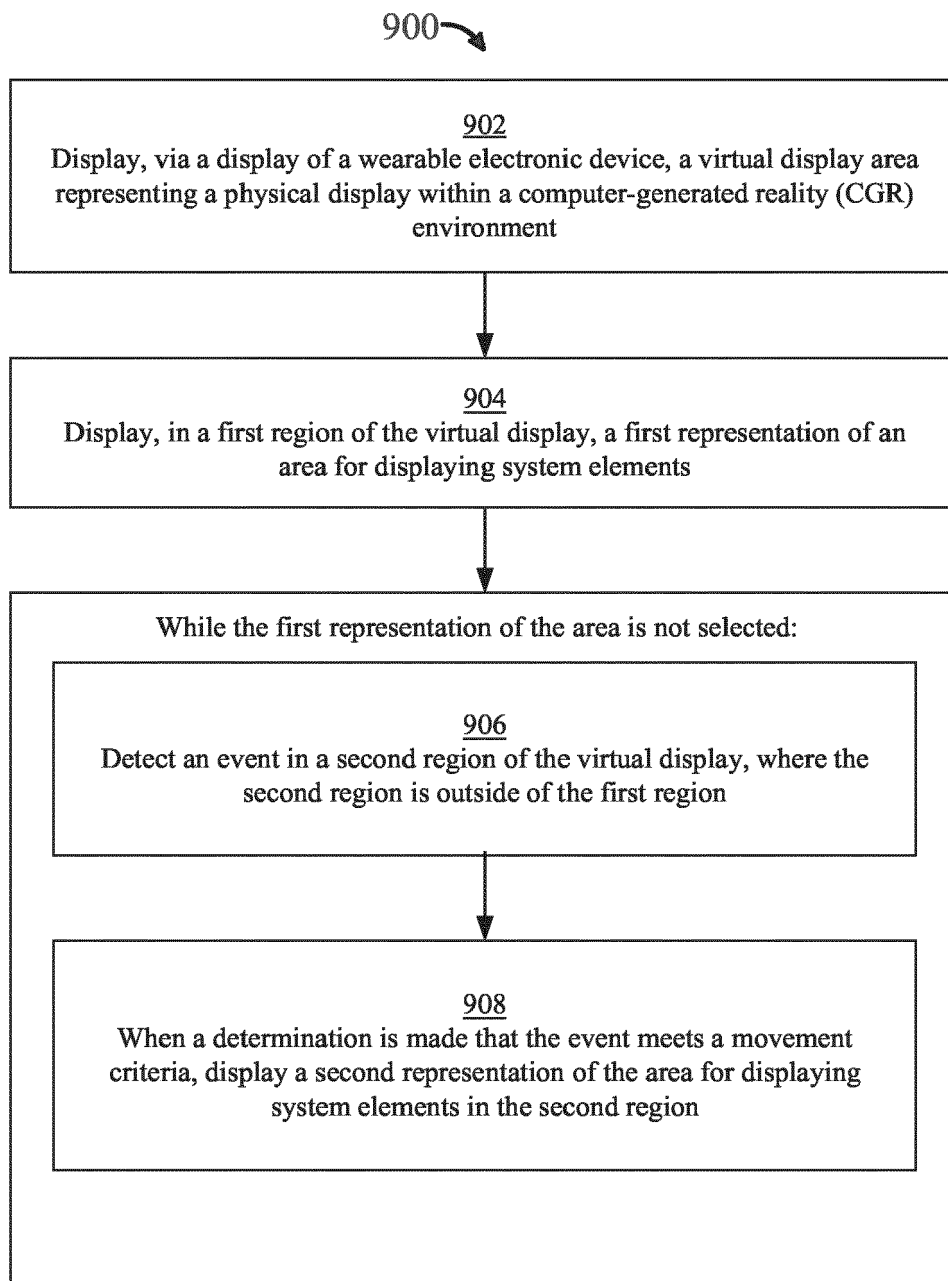 900
902
Display, via a display of a wearable electronic device, a virtual display area
representing a physical display within a computer-generated reality (CGR)
environment
904
Display, in a first region of the virtual display, a first representation of an
area for displaying system elements
While the first representation of the area is not selected:
906
Detect an event in a second region of the virtual display, where the
second region is outside of the first region
908
When a determination is made that the event meets a movement
criteria, display a second representation of the area for displaying
system elements in the second region